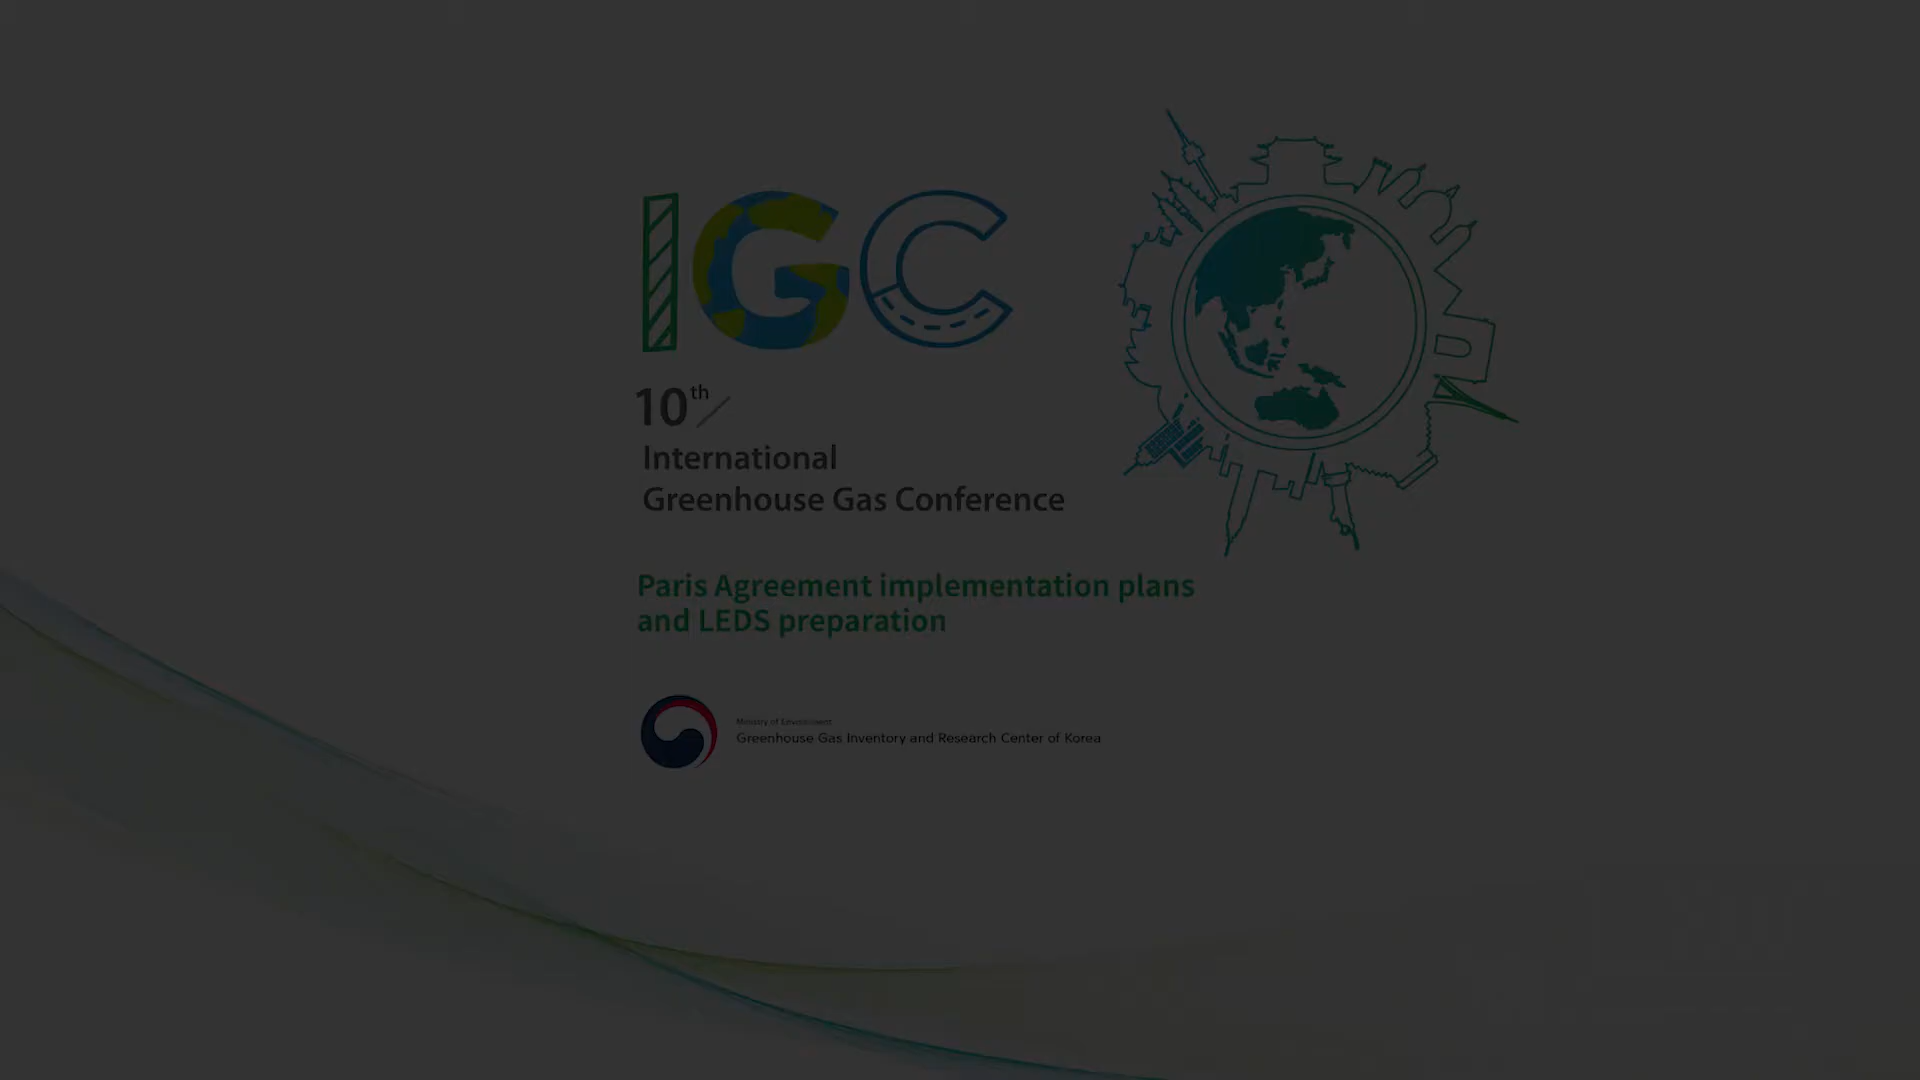 IGC
10th
International
Greenhouse Gas Conference
Paris Agreement implementation plans
and LEDS preparation
Ministry of Environment
Greenhouse Gas Inventory and Research Center of Korea